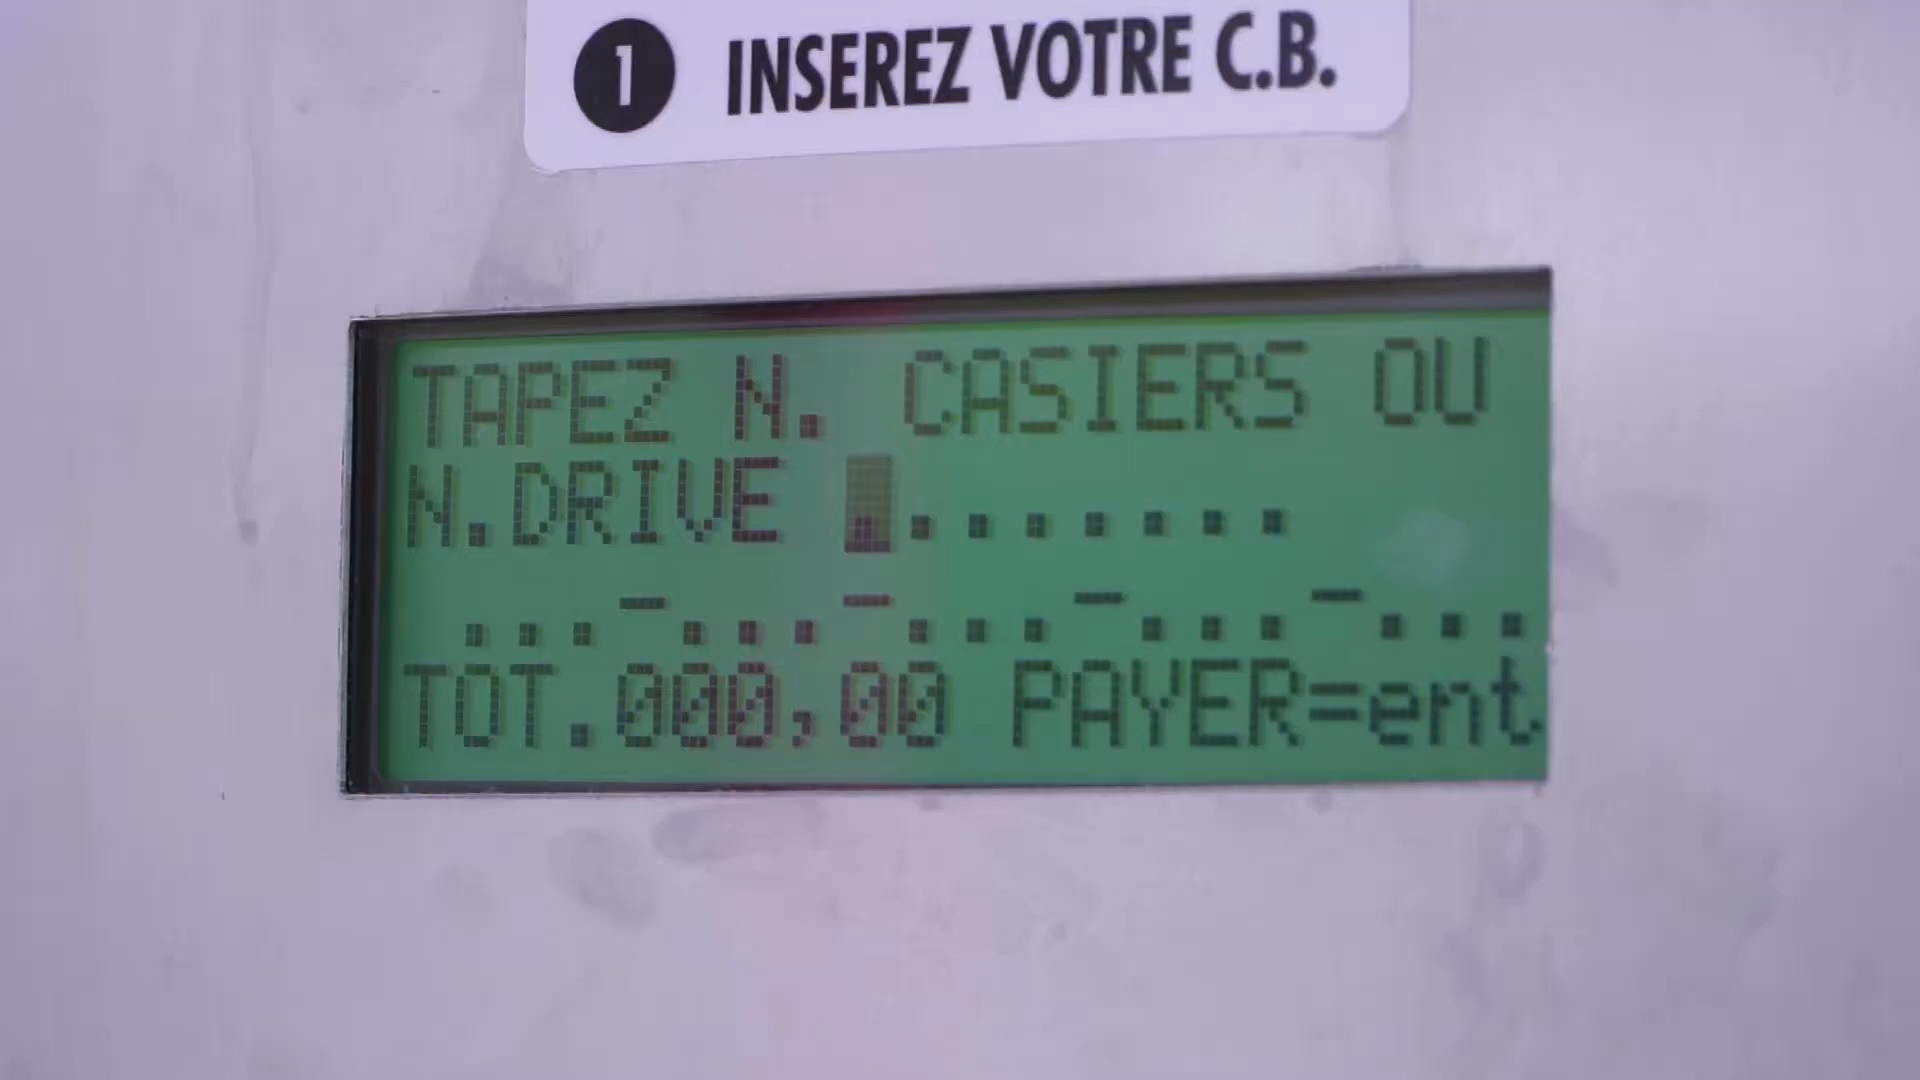 1 INSEREZ VOTRE C.B.
TAPEZ N. CASIERS OU
N.DRIVE ........
...-...-...-...-...
TOT.000,00 PAYER=ent